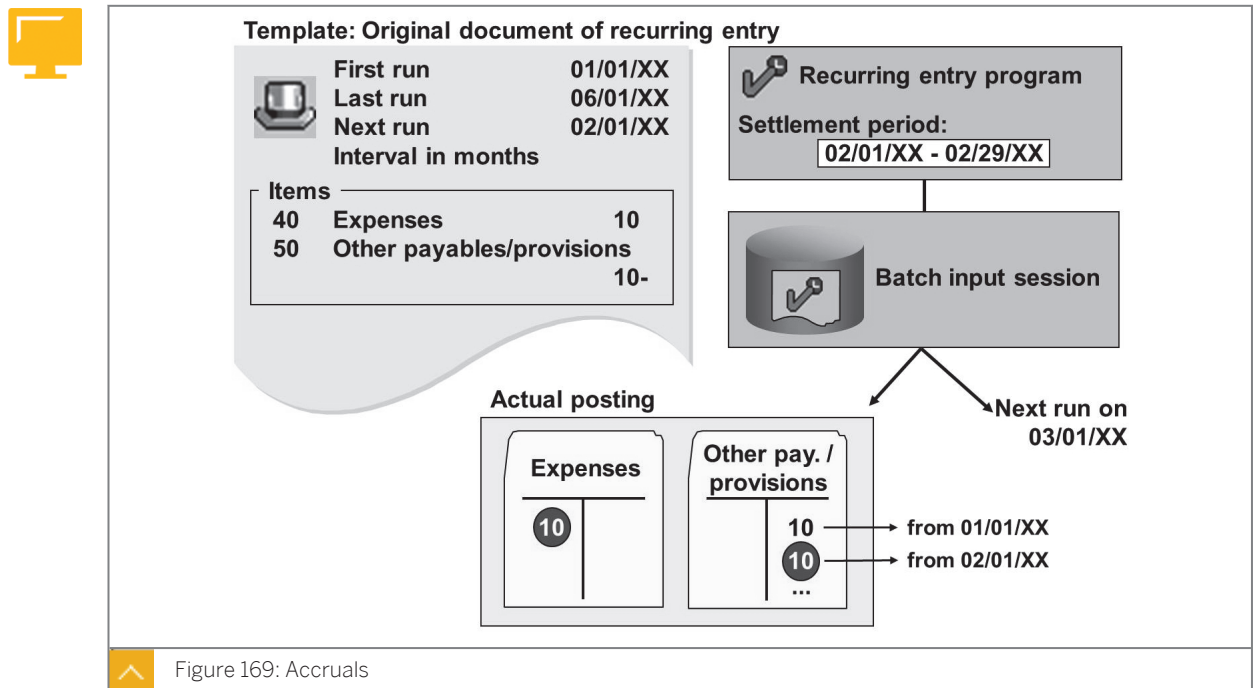 Template: Original document of recurring entry
First run 01/01/XX
Last run 06/01/XX
Next run 02/01/XX
Interval in months
Items
40 Expenses 10
50 Other payables/provisions
10-
Recurring entry program
Settlement period:
02/01/XX - 02/29/XX
Batch input session
Next run on
03/01/XX
Actual posting
Expenses
10
Other pay. /
provisions
10 from 01/01/XX
10 from 02/01/XX
...
Figure 169: Accruals